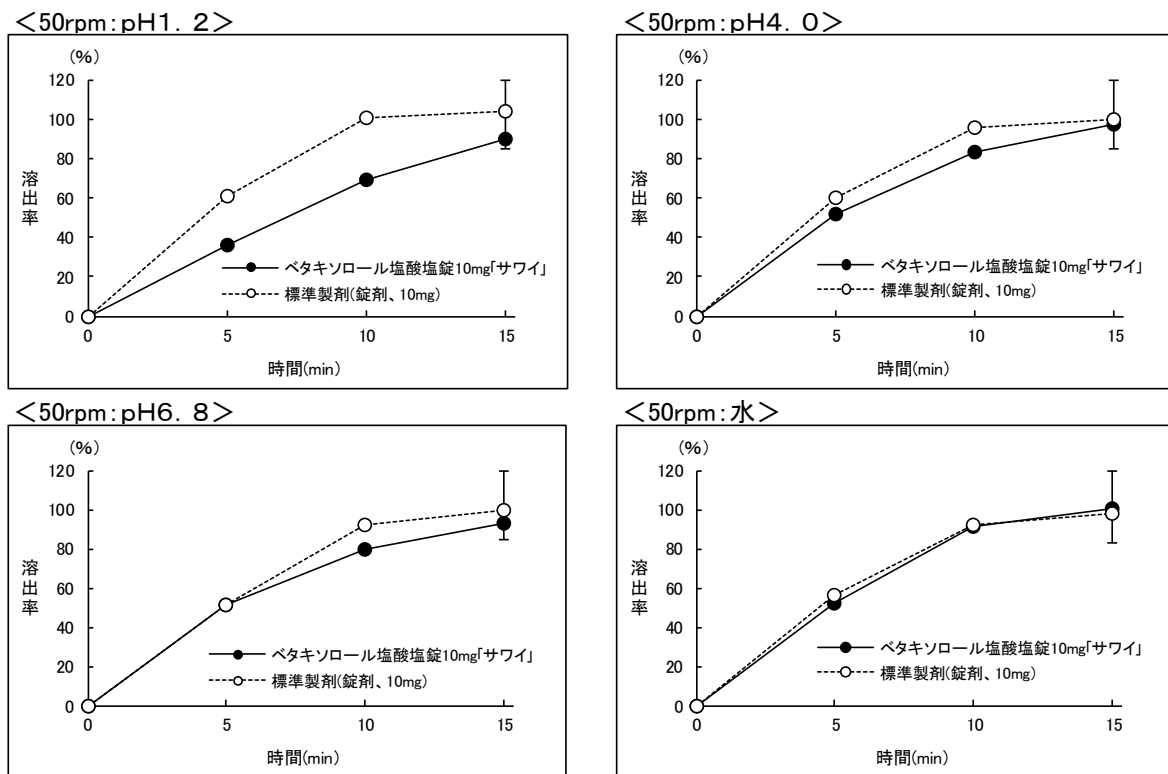 ＜50rpm：pH1．2＞
(%)
120
100
80
60
40
20
0
溶出率
ベタキソロール塩酸塩錠10mg｢サワイ｣
標準製剤(錠剤、10mg)
0 5 10 15
時間(min)
＜50rpm：pH4．0＞
(%)
120
100
80
60
40
20
0
溶出率
ベタキソロール塩酸塩錠10mg｢サワイ｣
標準製剤(錠剤、10mg)
0 5 10 15
時間(min)
＜50rpm：pH6．8＞
(%)
120
100
80
60
40
20
0
溶出率
ベタキソロール塩酸塩錠10mg｢サワイ｣
標準製剤(錠剤、10mg)
0 5 10 15
時間(min)
＜50rpm：水＞
(%)
120
100
80
60
40
20
0
溶出率
ベタキソロール塩酸塩錠10mg｢サワイ｣
標準製剤(錠剤、10mg)
0 5 10 15
時間(min)